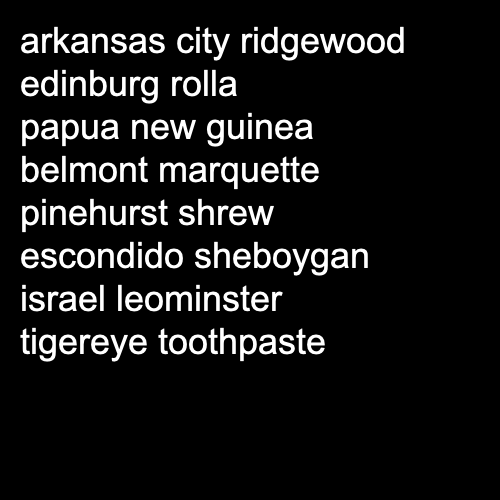 arkansas city ridgewood
edinburg rolla
papua new guinea
belmont marquette
pinehurst shrew
escondido sheboygan
israel leominster
tigereye toothpaste